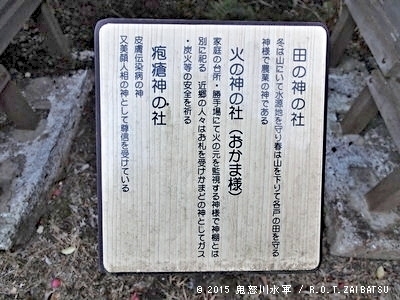 田の神の社
冬は山にいて水源地を守り春は山を下りて各戸の田を守る
神様で農業の神である
火の神の社(おかま様)
家庭の台所・勝手場にて火の元を監視する神様で神棚とは
別に祀る 近郷の人々はお札を受けかまどの神としてガス
・炭火等の安全を祈る
疱瘡神の社
皮膚伝染病の神
又美顔人相の神として尊信を受けている
© 2015 鬼怒川水軍 / R.O.T.ZAIBATSU